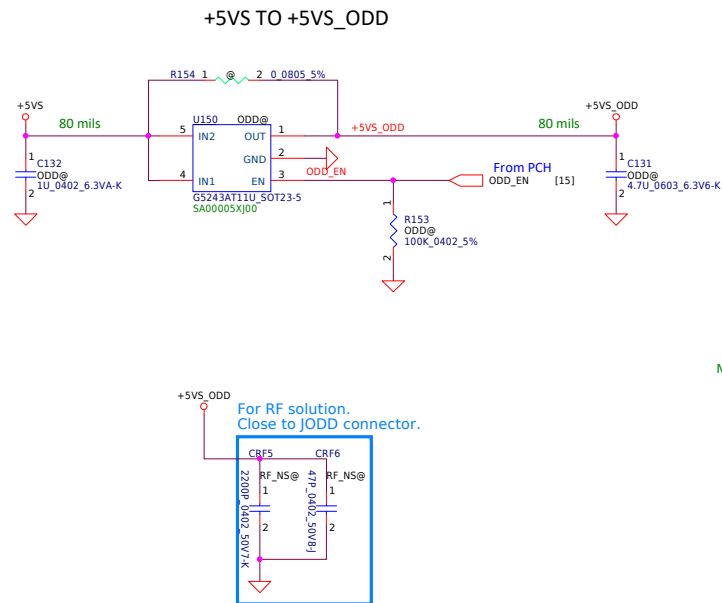 +5VS TO +5VS_ODD
R154 1 @ 2 0_0805_5%
+5VS
80 mils
U150 ODD@
5 IN2 OUT 1
+5VS_ODD
80 mils
+5VS_ODD
GND 2
4 IN1 EN 3
ODD_EN
G5243AT11U_SOT23-5
SA00005XJ00
1
C132
ODD@
1U_0402_6.3VA-K
2
From PCH
ODD_EN [15]
1
R153
ODD@
100K_0402_5%
2
1
C131
ODD@
4.7U_0603_6.3V6-K
2
+5VS_ODD
For RF solution.
Close to JODD connector.
CRF5
RF_NS@
1
2
2200P_0402_50V7-K
CRF6
RF_NS@
1
2
47P_0402_50V8-J